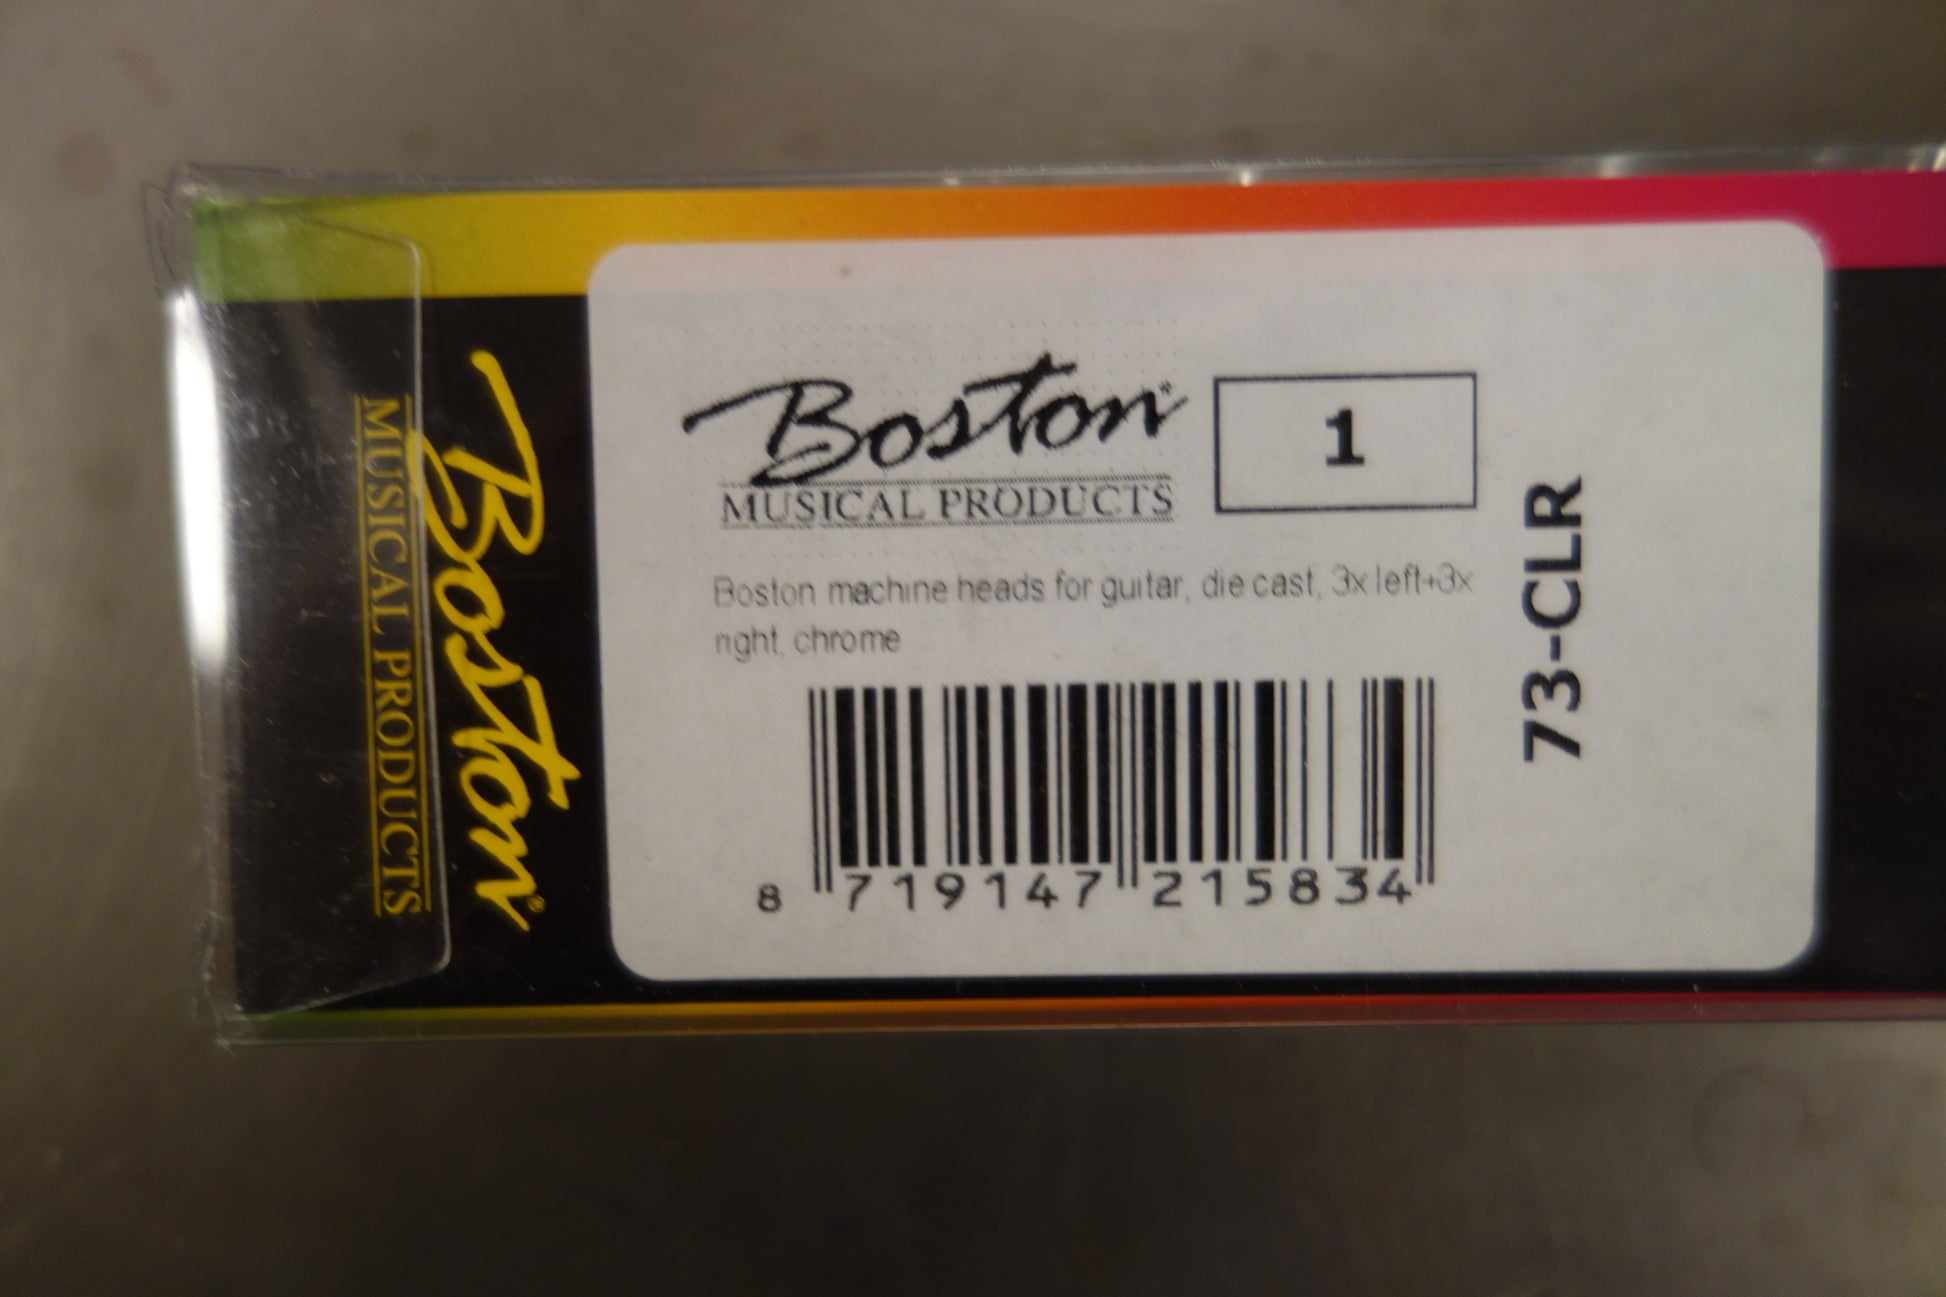 Boston®
MUSICAL PRODUCTS
Boston®
MUSICAL PRODUCTS
1
Boston machine heads for guitar, die cast, 3x left+3x
right, chrome
8 719147 215834
73-CLR